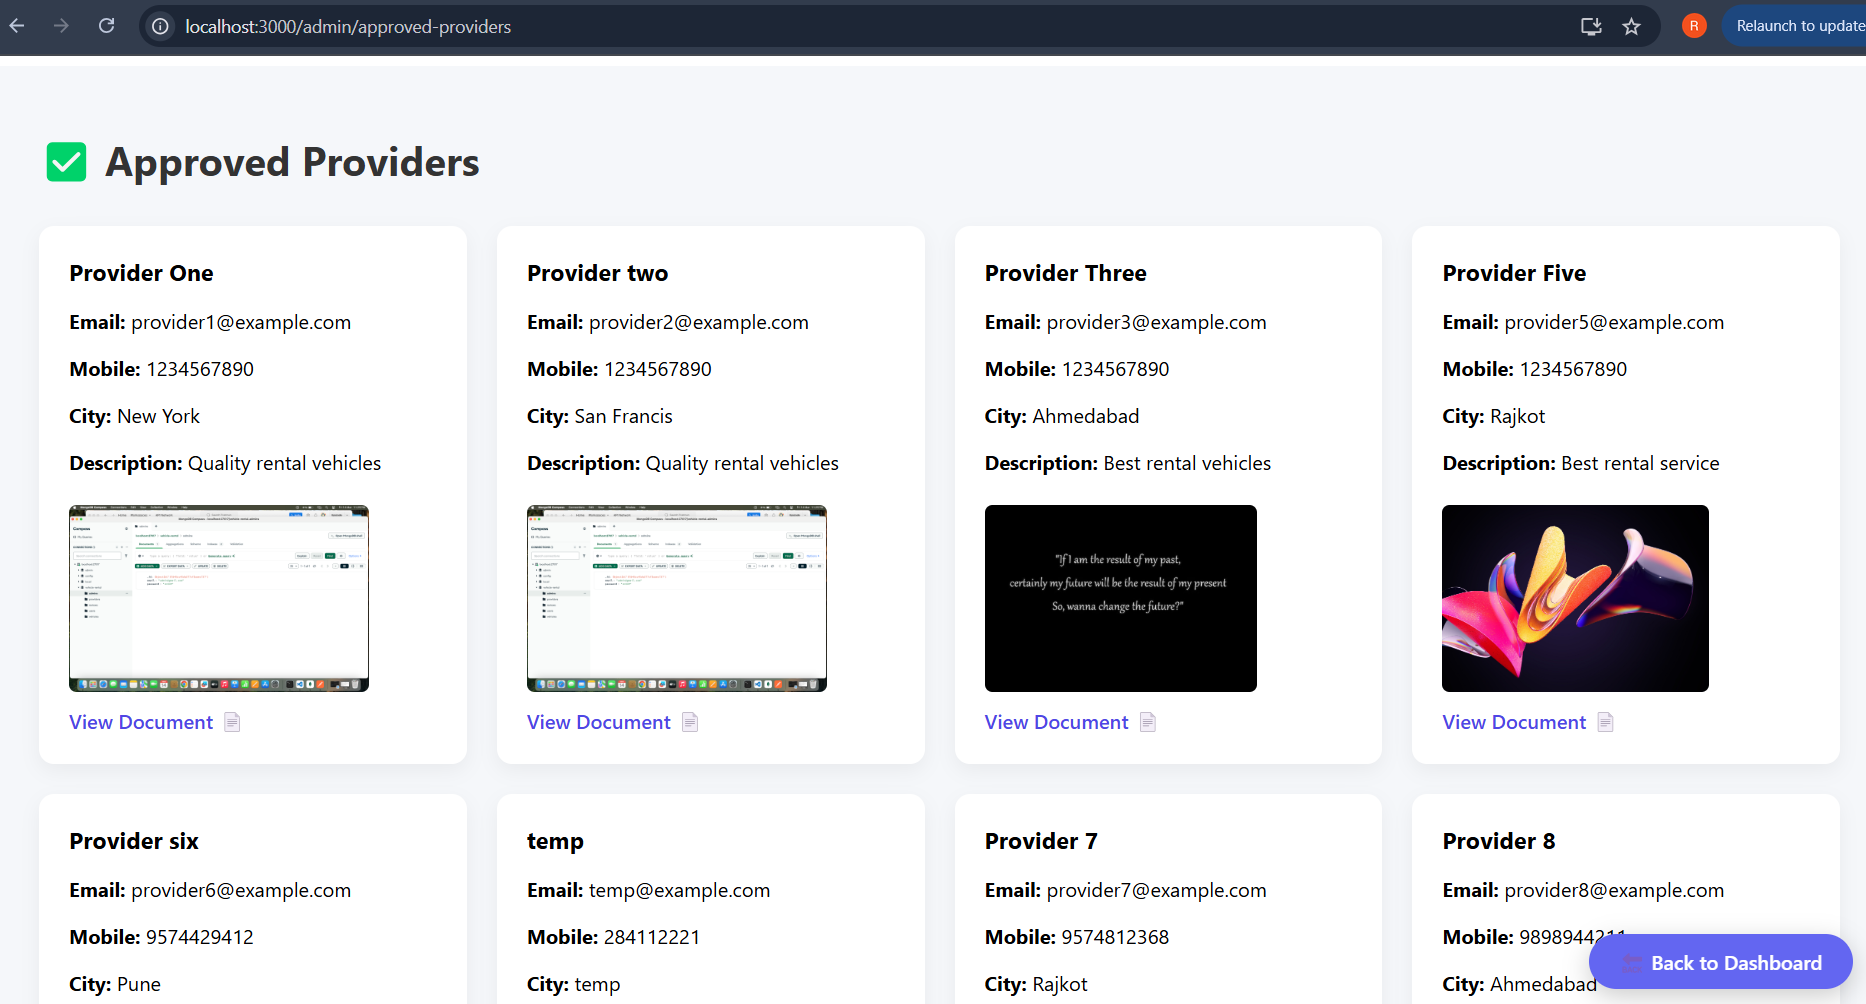 localhost:3000/admin/approved-providers
R
Relaunch to update
✅ Approved Providers
Provider One
Email: provider1@example.com
Mobile: 1234567890
City: New York
Description: Quality rental vehicles
View Document
Provider two
Email: provider2@example.com
Mobile: 1234567890
City: San Francis
Description: Quality rental vehicles
View Document
Provider Three
Email: provider3@example.com
Mobile: 1234567890
City: Ahmedabad
Description: Best rental vehicles
"If I am the result of my past,
certainly my future will be the result of my present
So, wanna change the future?"
View Document
Provider Five
Email: provider5@example.com
Mobile: 1234567890
City: Rajkot
Description: Best rental service
View Document
Provider six
Email: provider6@example.com
Mobile: 9574429412
City: Pune
temp
Email: temp@example.com
Mobile: 284112221
City: temp
Provider 7
Email: provider7@example.com
Mobile: 9574812368
City: Rajkot
Provider 8
Email: provider8@example.com
Mobile: 9898944211
City: Ahmedabad
Back to Dashboard